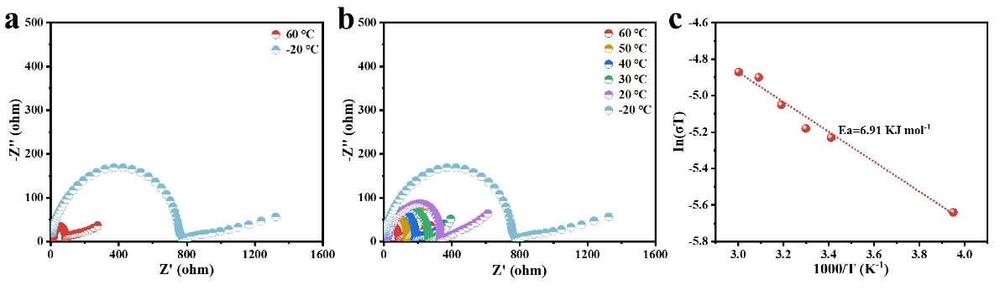 a
500
400
300
200
100
0
0
400
800
1200
1600
-Z'' (ohm)
Z' (ohm)
60 °C
-20 °C
b
500
400
300
200
100
0
0
400
800
1200
1600
-Z'' (ohm)
Z' (ohm)
60 °C
50 °C
40 °C
30 °C
20 °C
-20 °C
c
-4.6
-4.8
-5.0
-5.2
-5.4
-5.6
-5.8
3.0
3.2
3.4
3.6
3.8
4.0
In(σT)
1000/T (K⁻¹)
Ea=6.91 KJ mol⁻¹